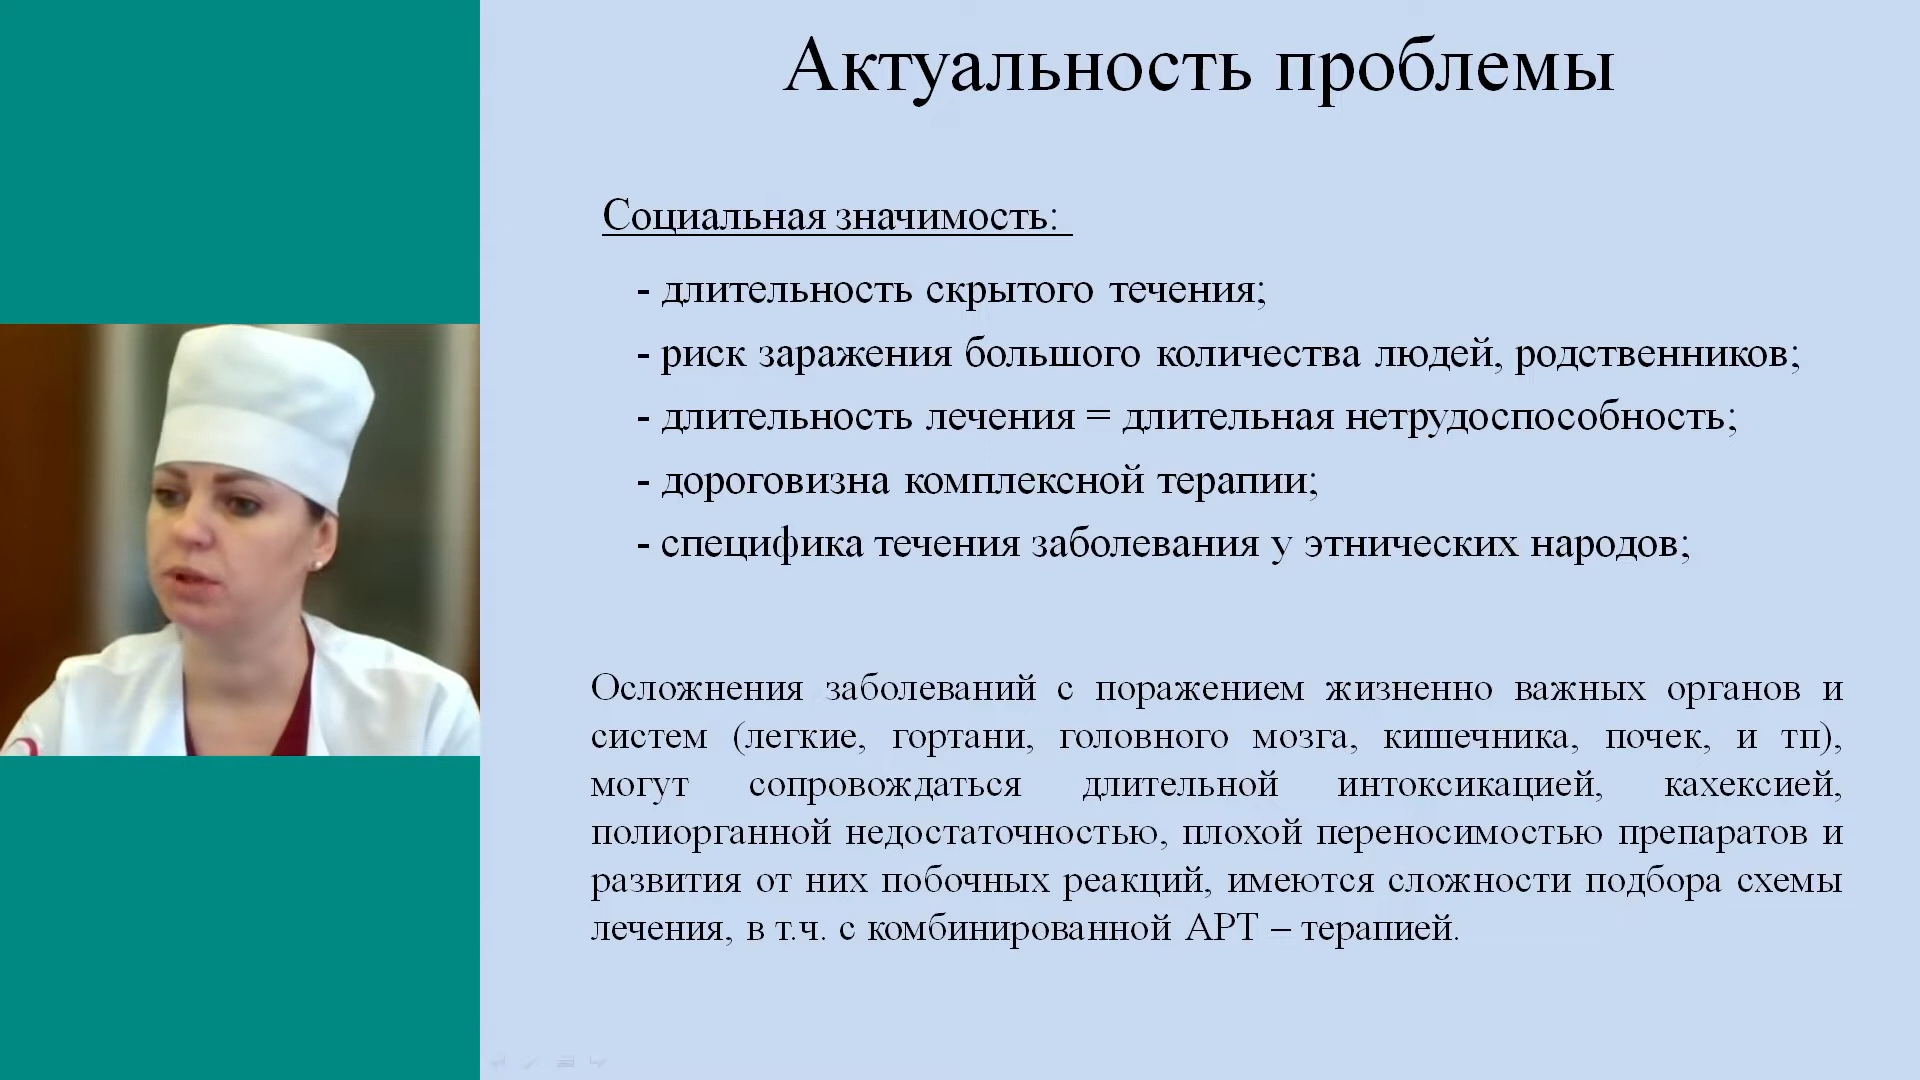 Актуальность проблемы
Социальная значимость:
- длительность скрытого течения;
- риск заражения большого количества людей, родственников;
- длительность лечения = длительная нетрудоспособность;
- дороговизна комплексной терапии;
- специфика течения заболевания у этнических народов;
Осложнения заболеваний с поражением жизненно важных органов и
систем (легкие, гортани, головного мозга, кишечника, почек, и тп),
могут сопровождаться длительной интоксикацией, кахексией,
полиорганной недостаточностью, плохой переносимостью препаратов и
развития от них побочных реакций, имеются сложности подбора схемы
лечения, в т.ч. с комбинированной АРТ – терапией.